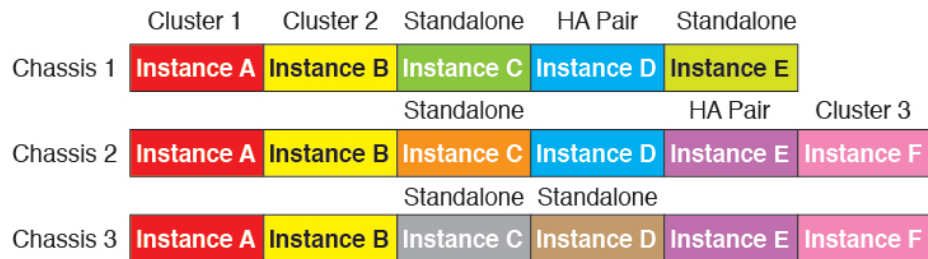 Cluster 1 Cluster 2 Standalone HA Pair Standalone
Chassis 1 Instance A Instance B Instance C Instance D Instance E
Standalone HA Pair Cluster 3
Chassis 2 Instance A Instance B Instance C Instance D Instance E Instance F
Standalone Standalone
Chassis 3 Instance A Instance B Instance C Instance D Instance E Instance F